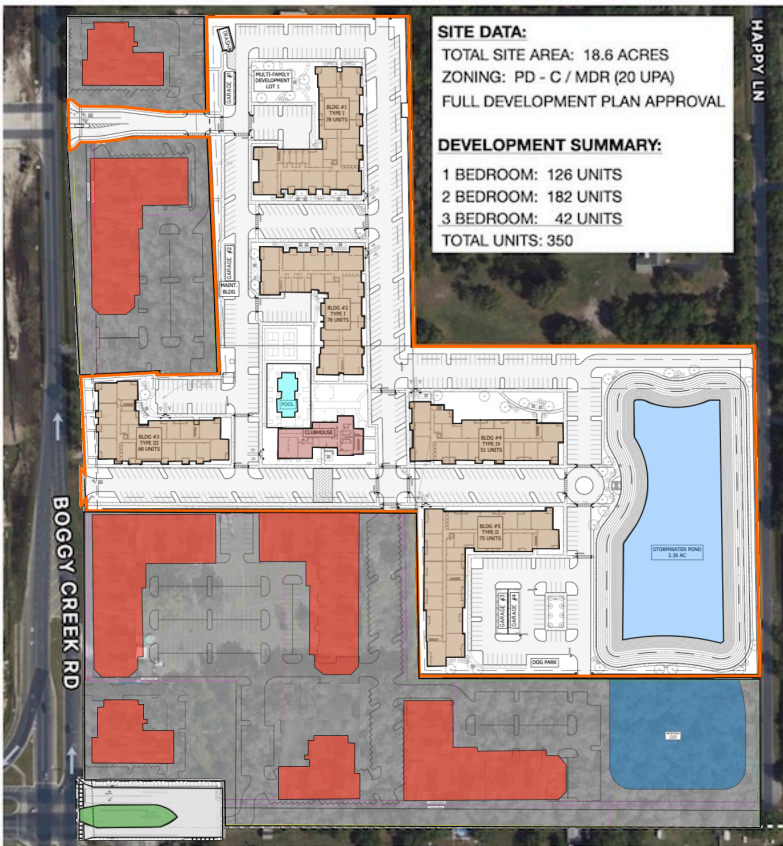 SITE DATA:
TOTAL SITE AREA: 18.6 ACRES
ZONING: PD - C / MDR (20 UPA)
FULL DEVELOPMENT PLAN APPROVAL
DEVELOPMENT SUMMARY:
1 BEDROOM: 126 UNITS
2 BEDROOM: 182 UNITS
3 BEDROOM: 42 UNITS
TOTAL UNITS: 350
HAPPY LN
TRASH
GARAGE #1
MULTI-FAMILY
DEVELOPMENT
LOT 1
BLDG #1
TYPE I
78 UNITS
GARAGE #2
MAINT.
BLDG
BLDG #2
TYPE I
78 UNITS
POOL
CLUBHOUSE
BLDG #3
TYPE III
68 UNITS
BLDG #4
TYPE IV
51 UNITS
BLDG #5
TYPE II
75 UNITS
GARAGE #3
GARAGE #4
DOG PARK
STORMWATER POND
3.36 AC
BOGGY CREEK RD